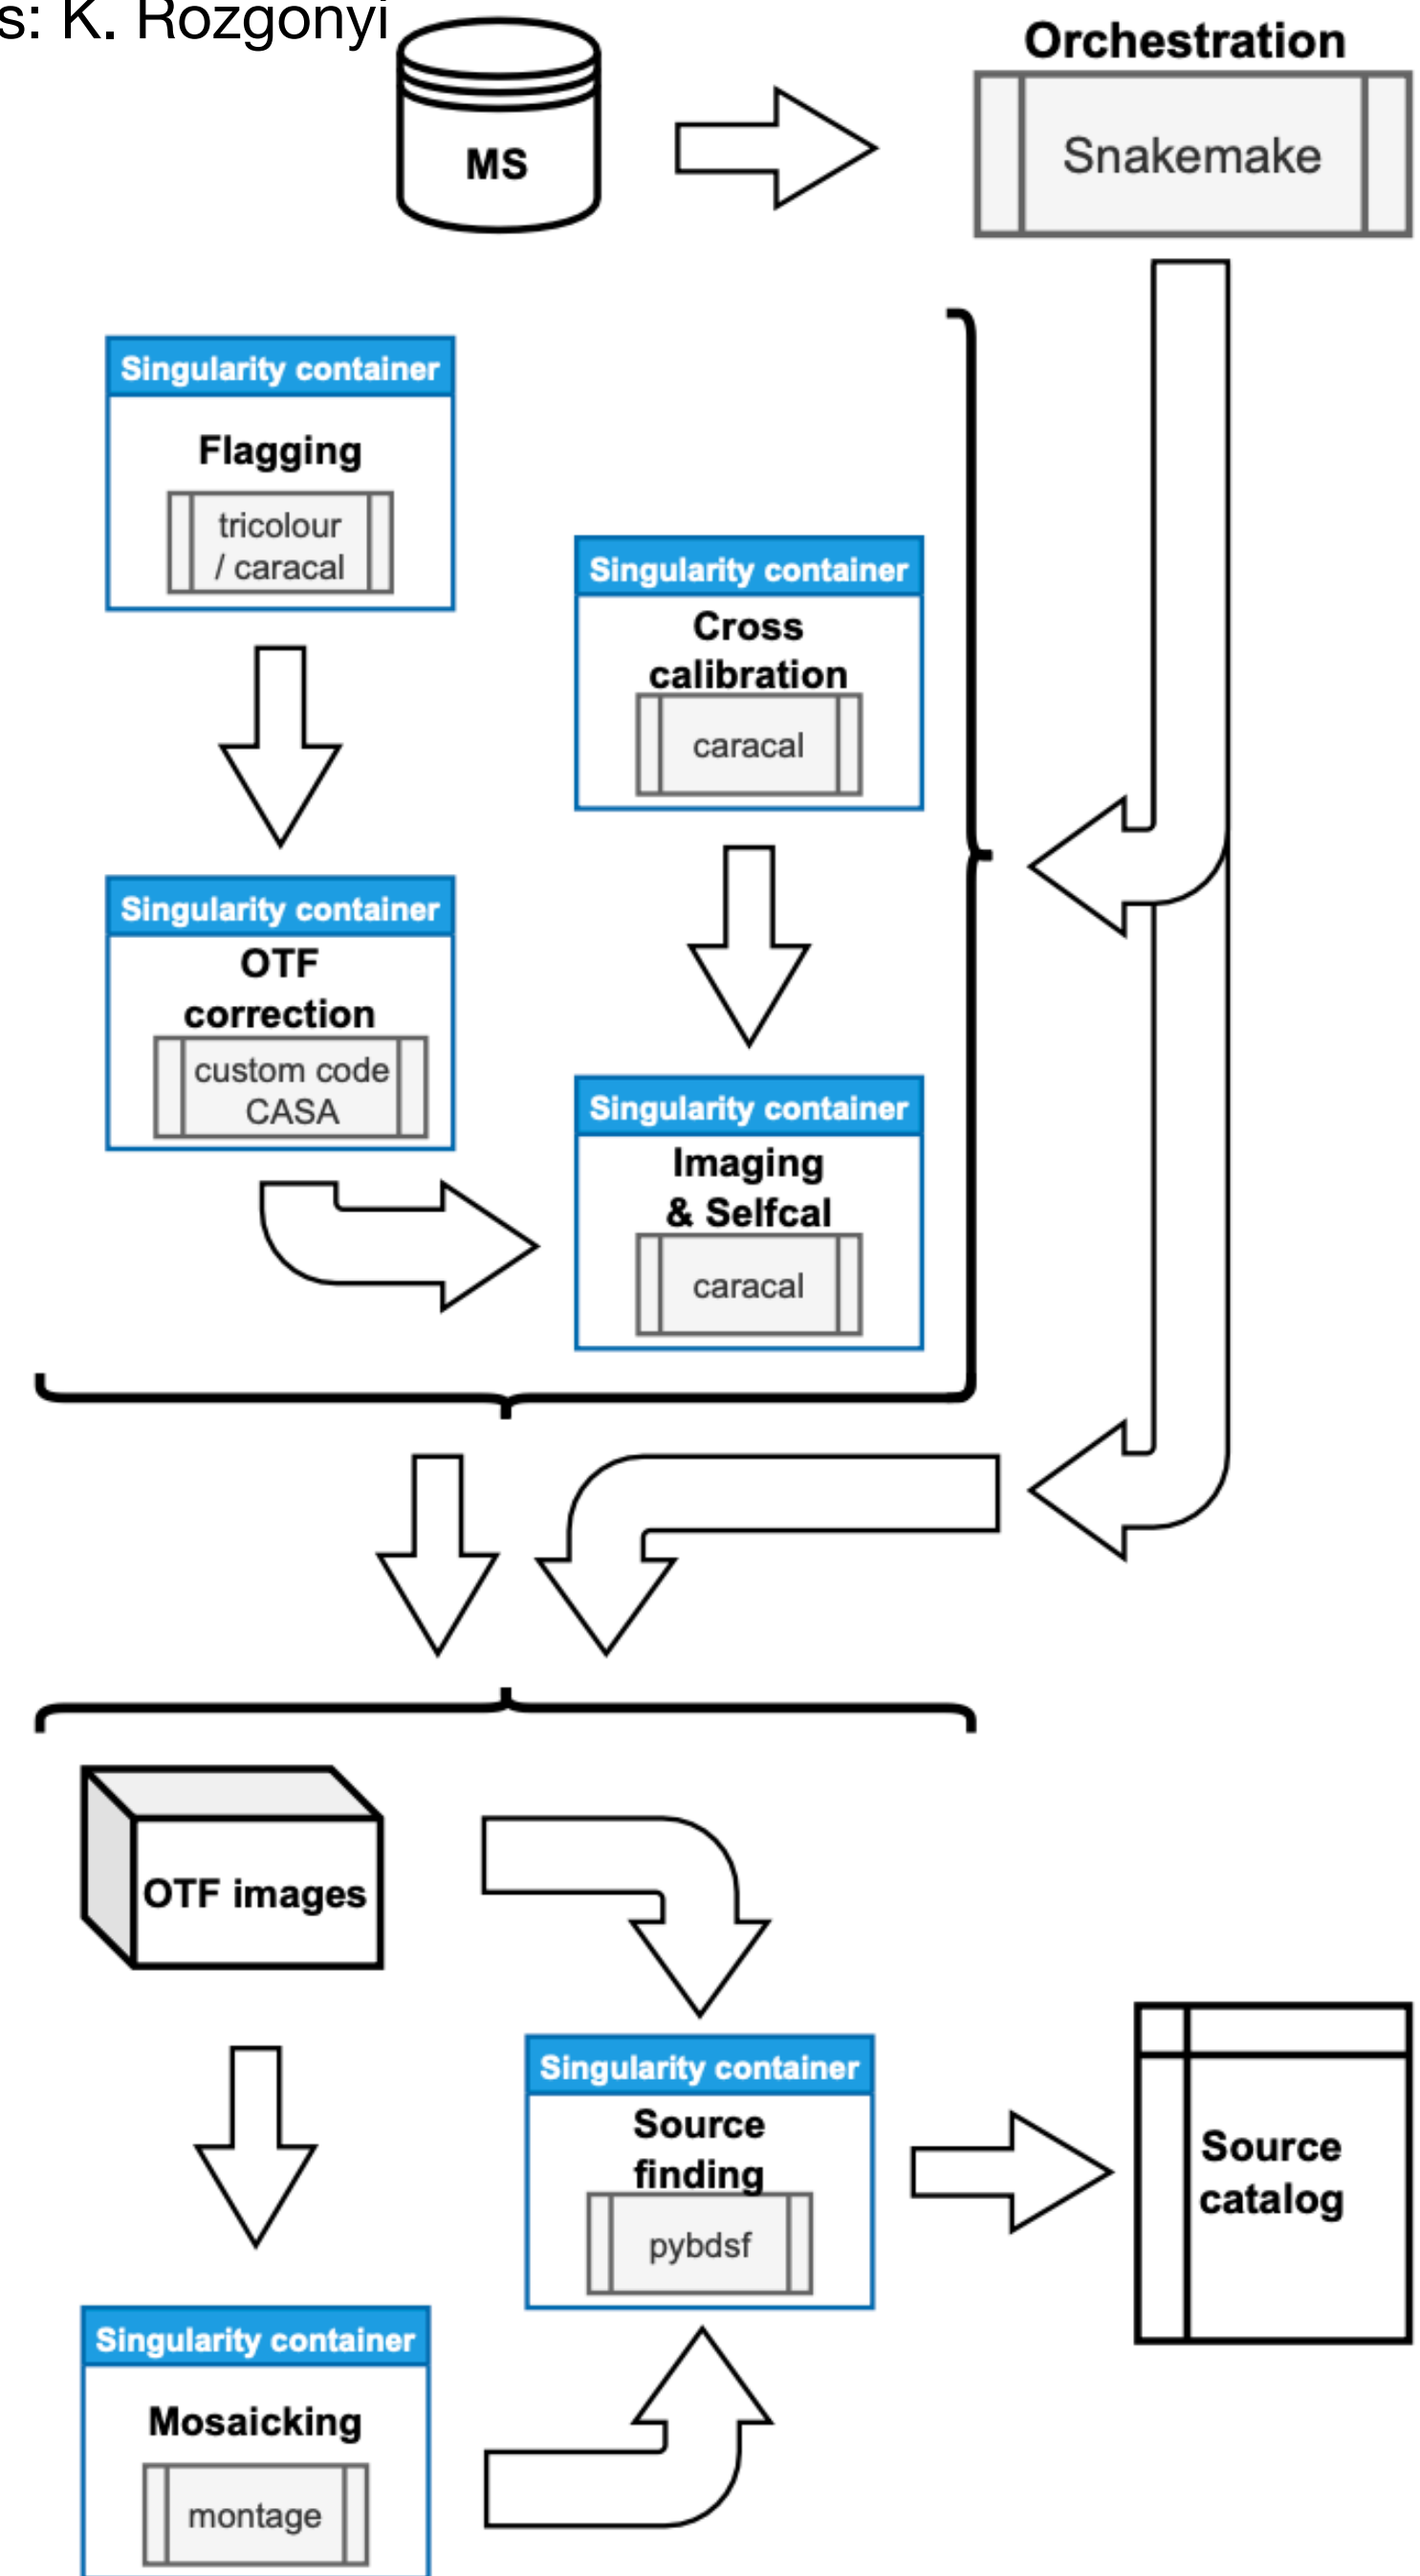 s: K. Rozgonyi
Orchestration
MS
Snakemake
Singularity container
Flagging
tricolour
/ caracal
Singularity container
Cross
calibration
caracal
Singularity container
OTF
correction
custom code
CASA
Singularity container
Imaging
& Selfcal
caracal
OTF images
Singularity container
Source
finding
pybdsf
Source
catalog
Singularity container
Mosaicking
montage